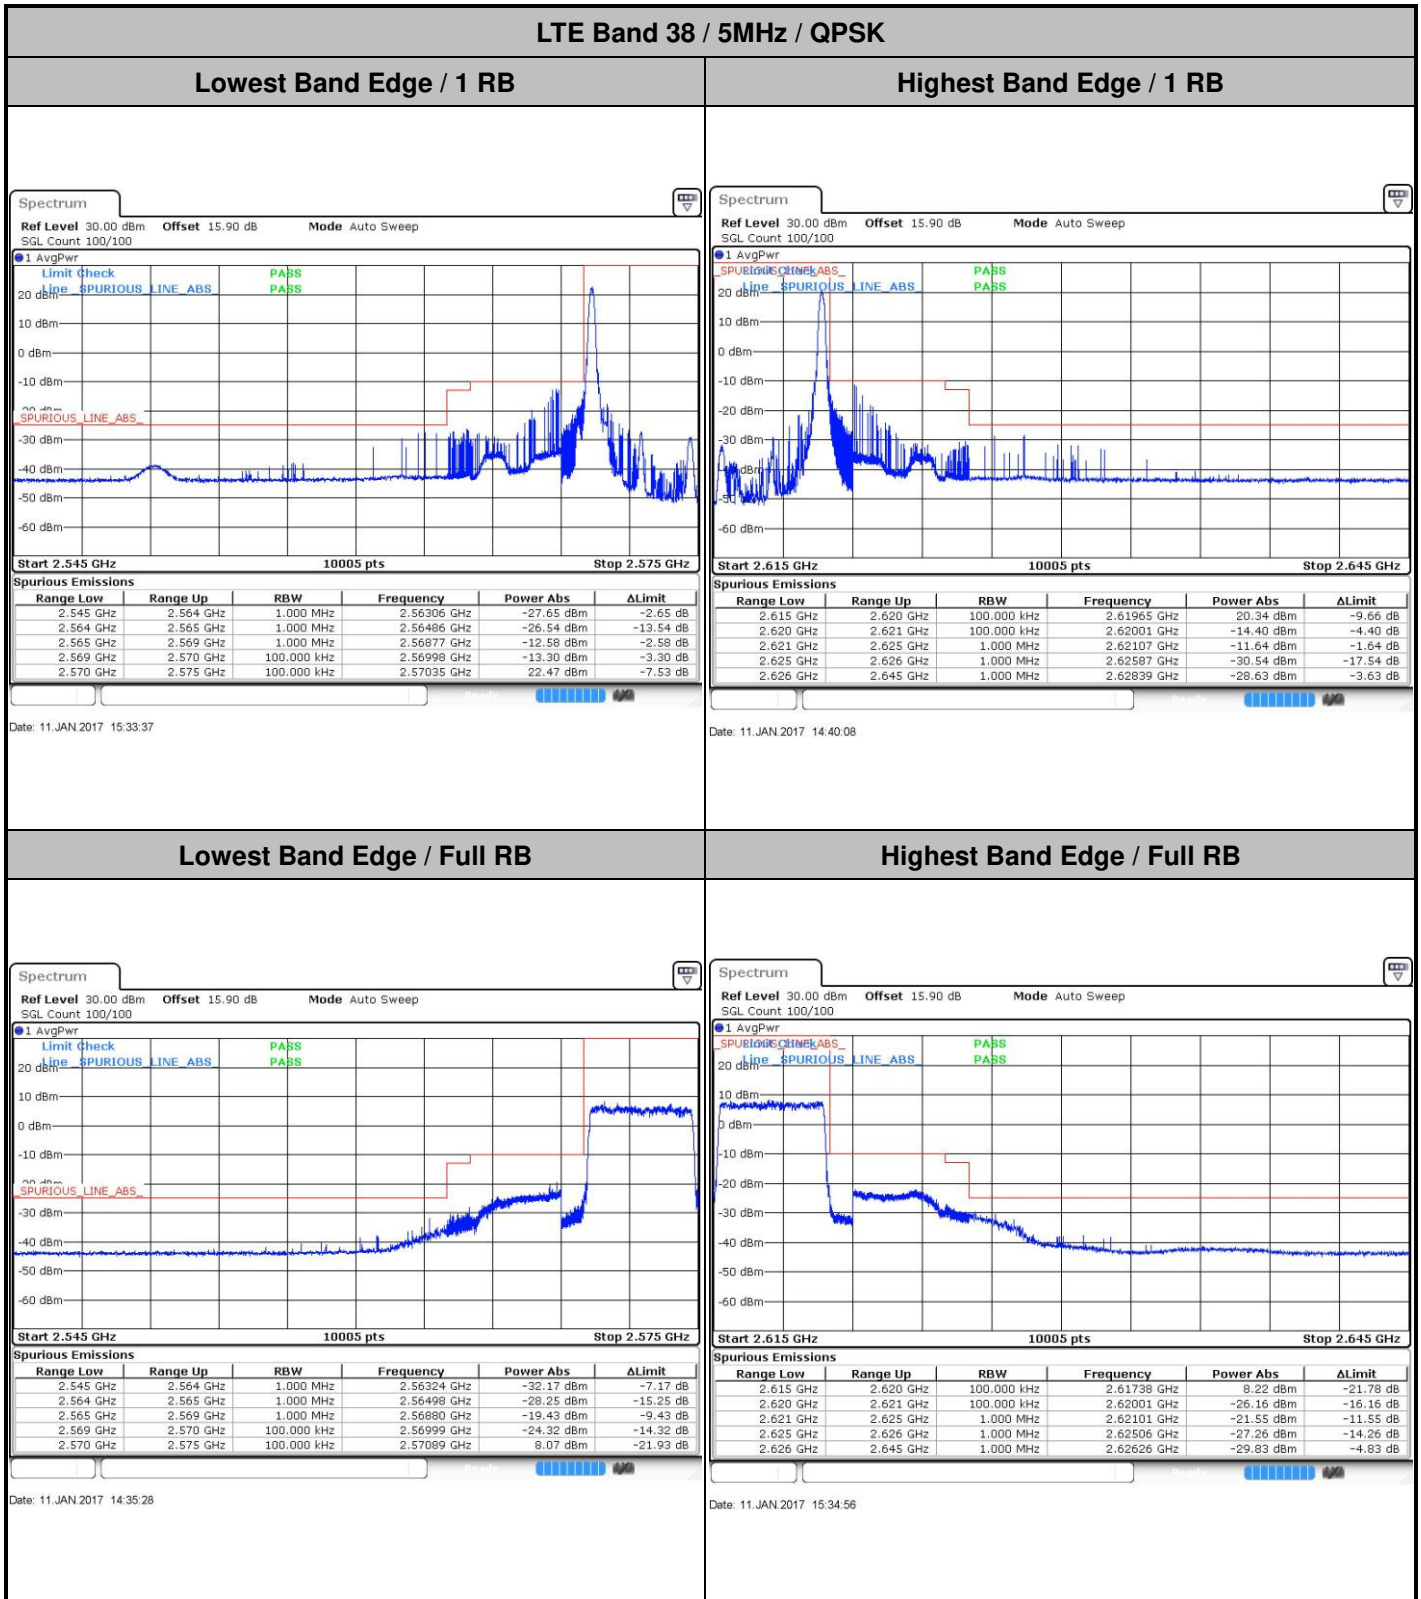 LTE Band 38 / 5MHz / QPSK
Lowest Band Edge / 1 RB
Highest Band Edge / 1 RB
Spectrum
Ref Level 30.00 dBm Offset 15.90 dB Mode Auto Sweep
SGL Count 100/100
1 AvgPwr
Limit Check PASS
Line _SPURIOUS_LINE_ABS_ PASS
20 dBm
10 dBm
0 dBm
-10 dBm
-20 dBm
_SPURIOUS_LINE_ABS_
-30 dBm
-40 dBm
-50 dBm
-60 dBm
Start 2.545 GHz 10005 pts Stop 2.575 GHz
Spurious Emissions
Range Low Range Up RBW Frequency Power Abs ΔLimit
2.545 GHz 2.564 GHz 1.000 MHz 2.56306 GHz -27.65 dBm -2.65 dB
2.564 GHz 2.565 GHz 1.000 MHz 2.56486 GHz -26.54 dBm -13.54 dB
2.565 GHz 2.569 GHz 1.000 MHz 2.56877 GHz -12.58 dBm -2.58 dB
2.569 GHz 2.570 GHz 100.000 kHz 2.56998 GHz -13.30 dBm -3.30 dB
2.570 GHz 2.575 GHz 100.000 kHz 2.57035 GHz 22.47 dBm -7.53 dB
Ready
Date: 11.JAN.2017 15:33:37
Spectrum
Ref Level 30.00 dBm Offset 15.90 dB Mode Auto Sweep
SGL Count 100/100
1 AvgPwr
_SPURIOUS_LINE_ABS_
Limit Check PASS
Line _SPURIOUS_LINE_ABS_ PASS
20 dBm
10 dBm
0 dBm
-10 dBm
-20 dBm
-30 dBm
-40 dBm
-50 dBm
-60 dBm
Start 2.615 GHz 10005 pts Stop 2.645 GHz
Spurious Emissions
Range Low Range Up RBW Frequency Power Abs ΔLimit
2.615 GHz 2.620 GHz 100.000 kHz 2.61965 GHz 20.34 dBm -9.66 dB
2.620 GHz 2.621 GHz 100.000 kHz 2.62001 GHz -14.40 dBm -4.40 dB
2.621 GHz 2.625 GHz 1.000 MHz 2.62107 GHz -11.64 dBm -1.64 dB
2.625 GHz 2.626 GHz 1.000 MHz 2.62587 GHz -30.54 dBm -17.54 dB
2.626 GHz 2.645 GHz 1.000 MHz 2.62839 GHz -28.63 dBm -3.63 dB
Ready
Date: 11.JAN.2017 14:40:08
Lowest Band Edge / Full RB
Highest Band Edge / Full RB
Spectrum
Ref Level 30.00 dBm Offset 15.90 dB Mode Auto Sweep
SGL Count 100/100
1 AvgPwr
Limit Check PASS
Line _SPURIOUS_LINE_ABS_ PASS
20 dBm
10 dBm
0 dBm
-10 dBm
-20 dBm
_SPURIOUS_LINE_ABS_
-30 dBm
-40 dBm
-50 dBm
-60 dBm
Start 2.545 GHz 10005 pts Stop 2.575 GHz
Spurious Emissions
Range Low Range Up RBW Frequency Power Abs ΔLimit
2.545 GHz 2.564 GHz 1.000 MHz 2.56324 GHz -32.17 dBm -7.17 dB
2.564 GHz 2.565 GHz 1.000 MHz 2.56498 GHz -28.25 dBm -15.25 dB
2.565 GHz 2.569 GHz 1.000 MHz 2.56880 GHz -19.43 dBm -9.43 dB
2.569 GHz 2.570 GHz 100.000 kHz 2.56999 GHz -24.32 dBm -14.32 dB
2.570 GHz 2.575 GHz 100.000 kHz 2.57089 GHz 8.07 dBm -21.93 dB
Ready
Date: 11.JAN.2017 14:35:28
Spectrum
Ref Level 30.00 dBm Offset 15.90 dB Mode Auto Sweep
SGL Count 100/100
1 AvgPwr
_SPURIOUS_LINE_ABS_
Limit Check PASS
Line _SPURIOUS_LINE_ABS_ PASS
20 dBm
10 dBm
0 dBm
-10 dBm
-20 dBm
-30 dBm
-40 dBm
-50 dBm
-60 dBm
Start 2.615 GHz 10005 pts Stop 2.645 GHz
Spurious Emissions
Range Low Range Up RBW Frequency Power Abs ΔLimit
2.615 GHz 2.620 GHz 100.000 kHz 2.61738 GHz 8.22 dBm -21.78 dB
2.620 GHz 2.621 GHz 100.000 kHz 2.62001 GHz -26.16 dBm -16.16 dB
2.621 GHz 2.625 GHz 1.000 MHz 2.62101 GHz -21.55 dBm -11.55 dB
2.625 GHz 2.626 GHz 1.000 MHz 2.62506 GHz -27.26 dBm -14.26 dB
2.626 GHz 2.645 GHz 1.000 MHz 2.62626 GHz -29.83 dBm -4.83 dB
Ready
Date: 11.JAN.2017 15:34:56